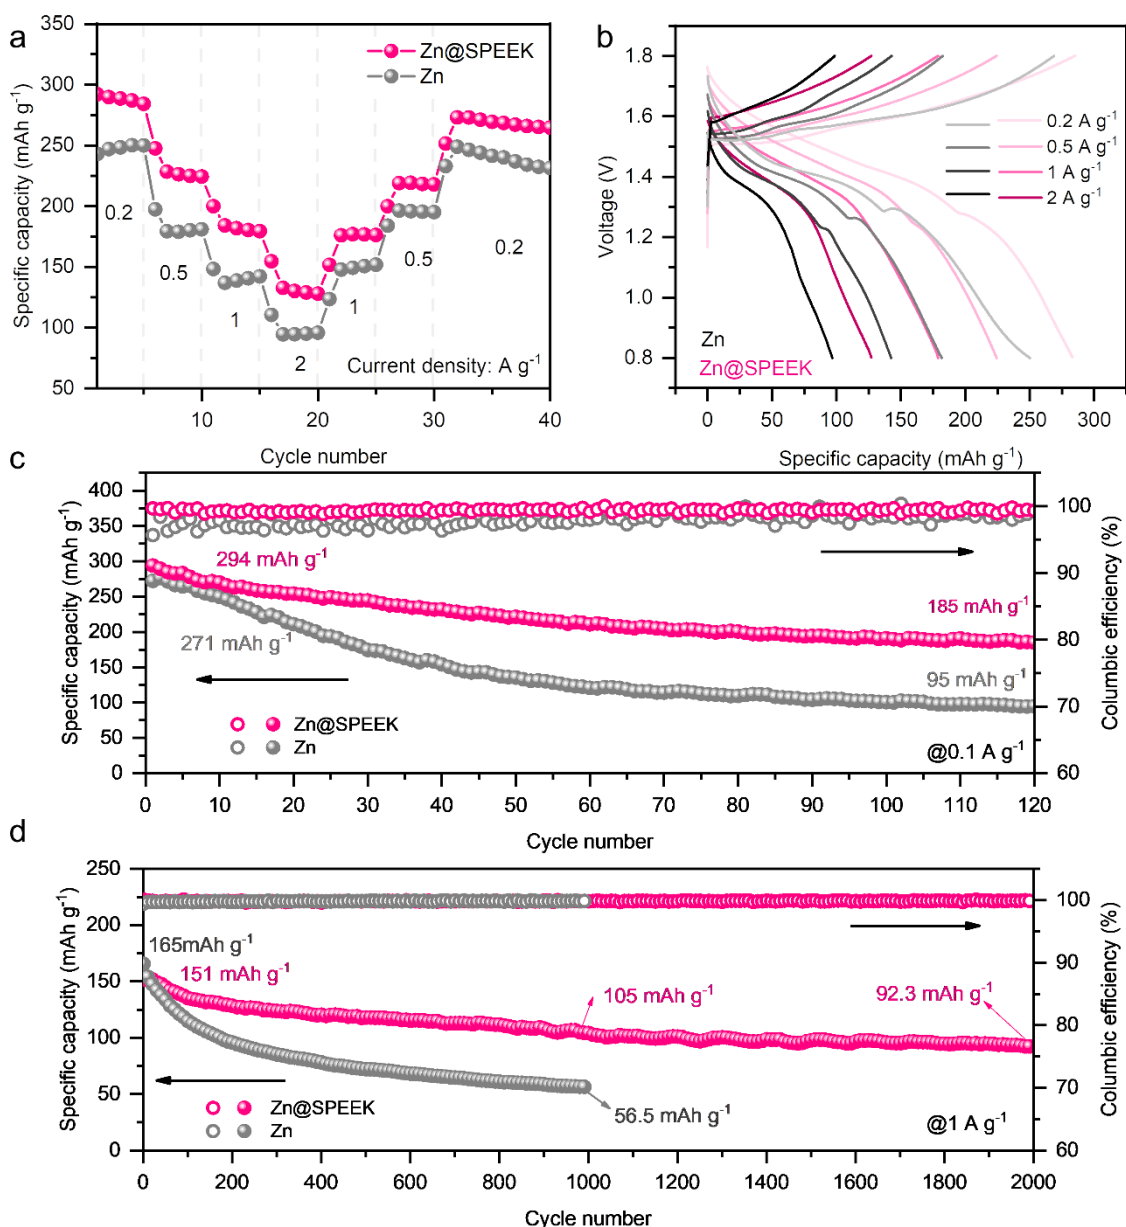 a
Specific capacity (mAh g⁻¹)
350
300
250
200
150
100
50
Zn@SPEEK
Zn
0.2
0.5
1
2
1
0.5
0.2
Current density: A g⁻¹
10
20
30
40
Cycle number
b
Voltage (V)
1.8
1.6
1.4
1.2
1.0
0.8
0.2 A g⁻¹
0.5 A g⁻¹
1 A g⁻¹
2 A g⁻¹
Zn
Zn@SPEEK
0 50 100 150 200 250 300
Specific capacity (mAh g⁻¹)
c
Specific capacity (mAh g⁻¹)
400
350
300
250
200
150
100
50
0
294 mAh g⁻¹
271 mAh g⁻¹
185 mAh g⁻¹
95 mAh g⁻¹
Zn@SPEEK
Zn
@0.1 A g⁻¹
100
90
80
70
60
Columbic efficiency (%)
0 10 20 30 40 50 60 70 80 90 100 110 120
Cycle number
d
Specific capacity (mAh g⁻¹)
250
200
150
100
50
0
165mAh g⁻¹
151 mAh g⁻¹
105 mAh g⁻¹
92.3 mAh g⁻¹
56.5 mAh g⁻¹
Zn@SPEEK
Zn
@1 A g⁻¹
100
90
80
70
60
Columbic efficiency (%)
0 200 400 600 800 1000 1200 1400 1600 1800 2000
Cycle number